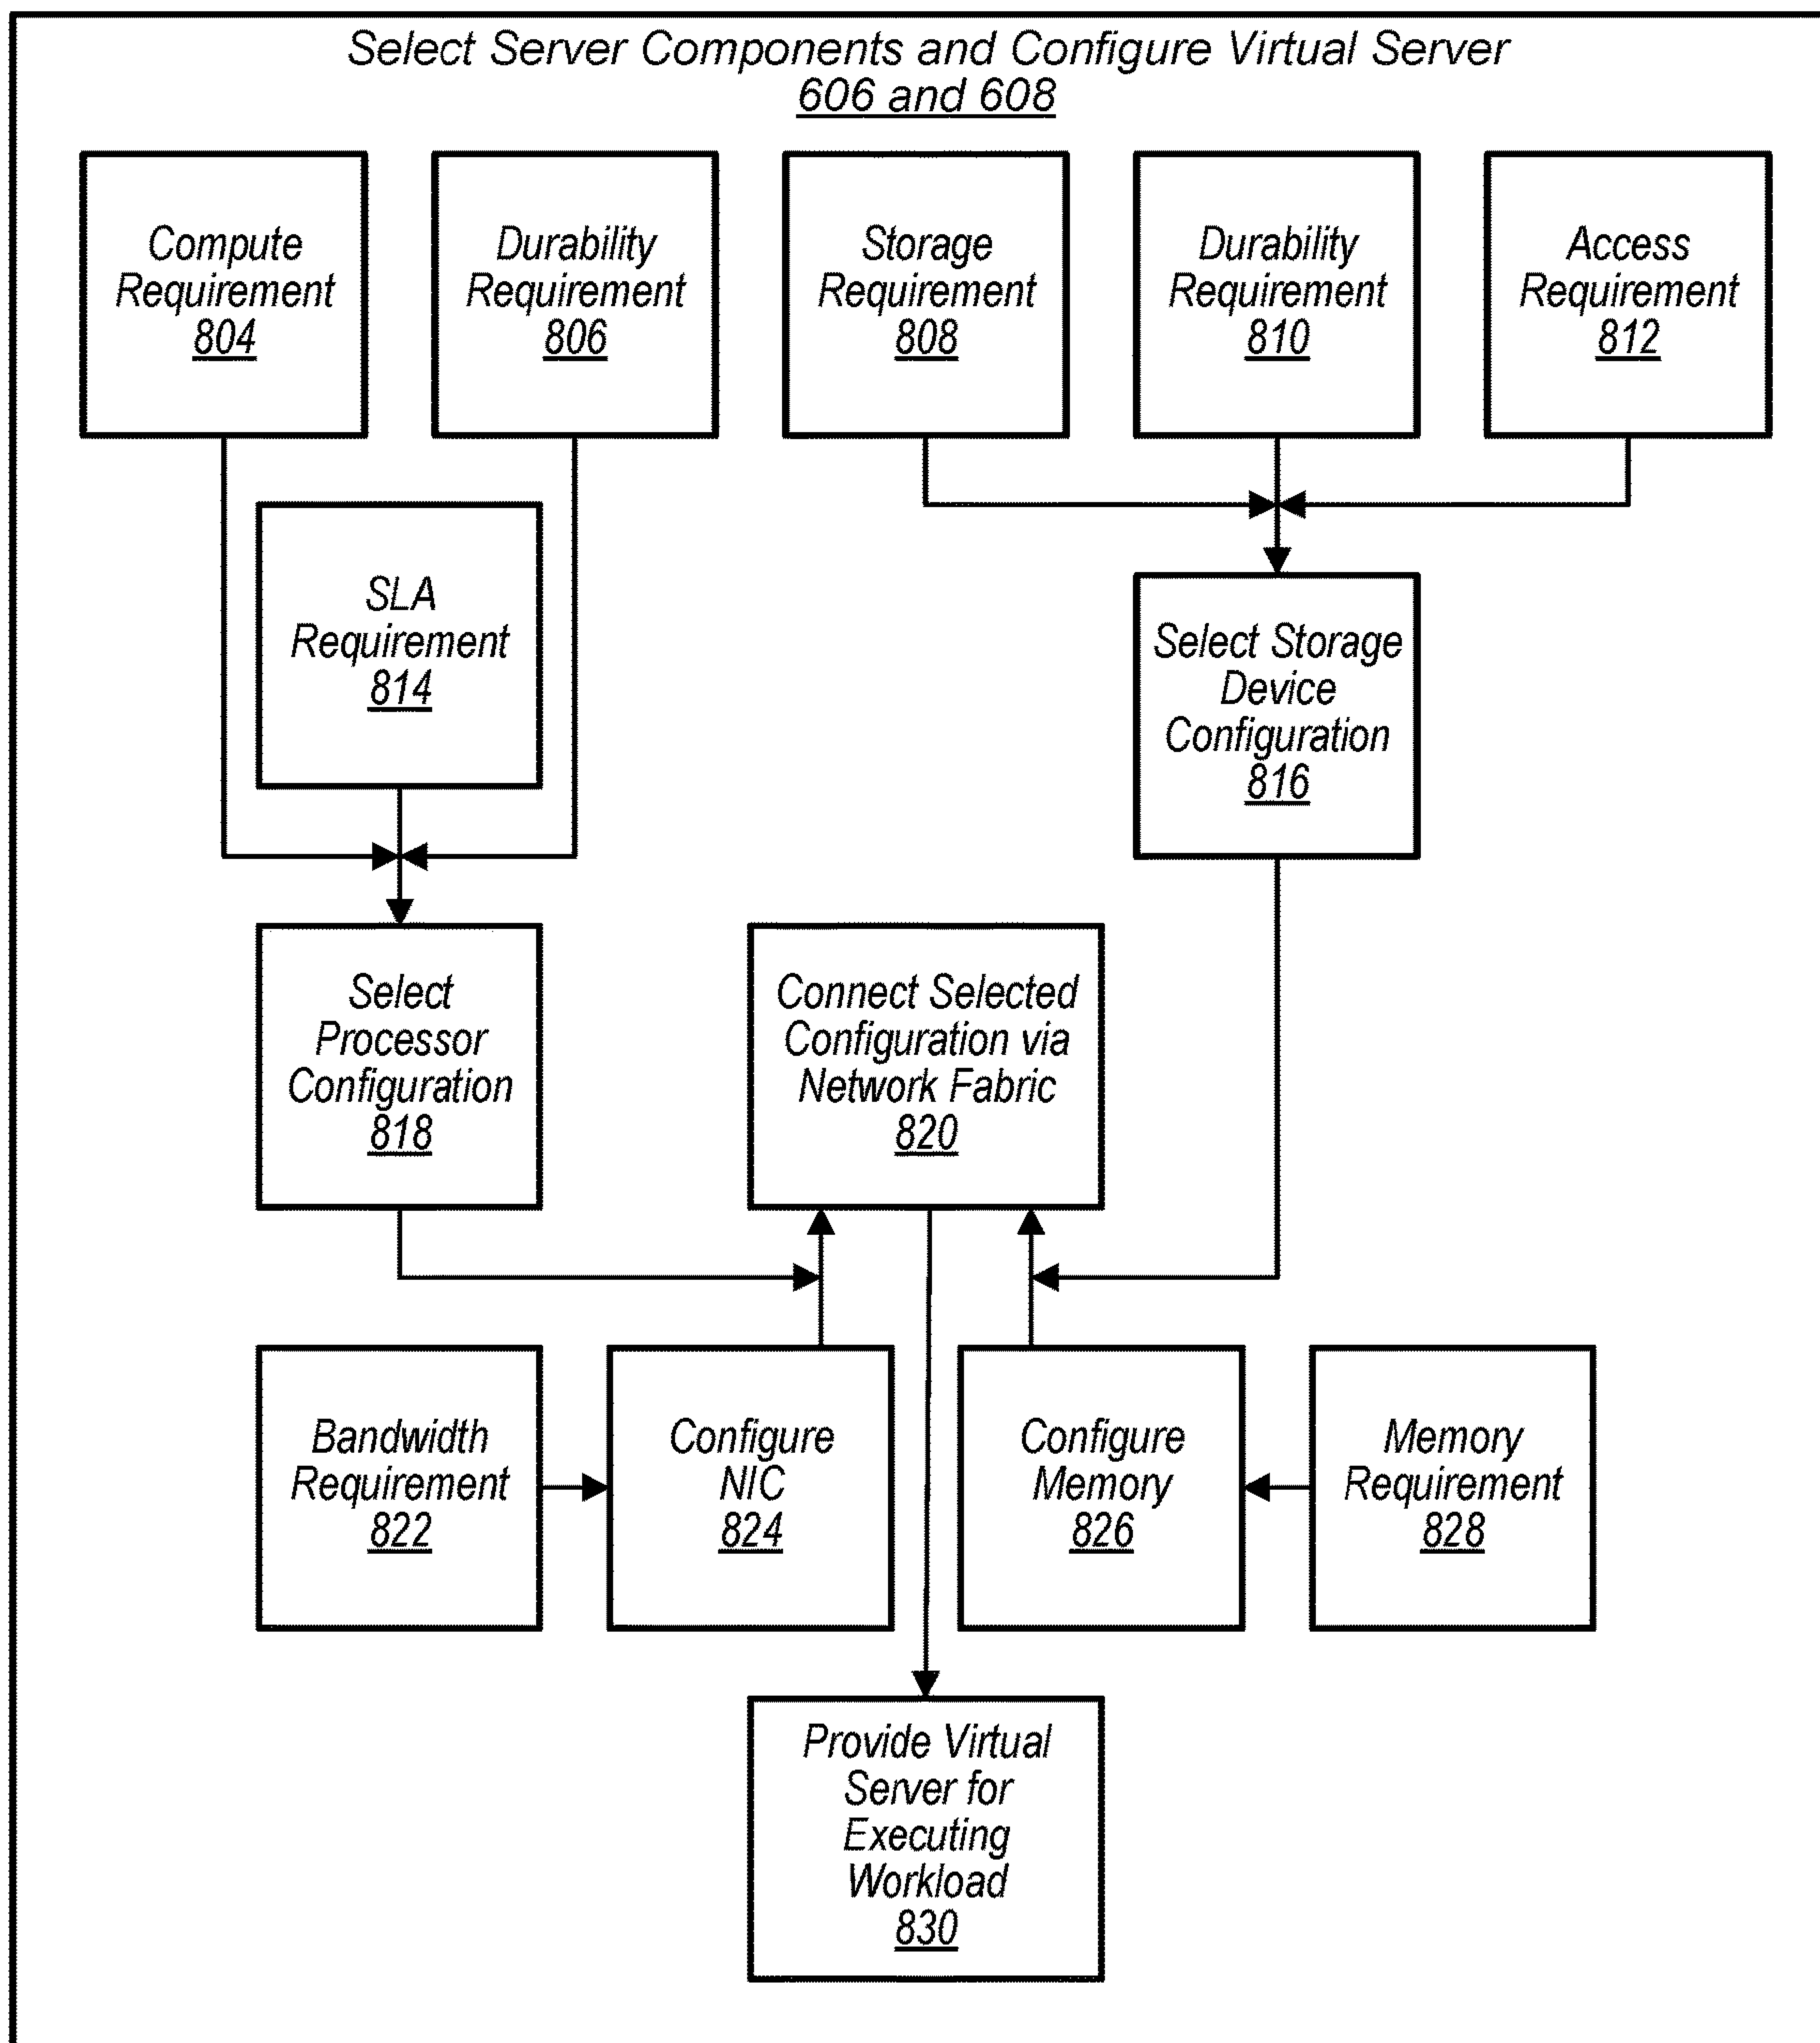 Select Server Components and Configure Virtual Server
606 and 608
Compute
Requirement
804
Durability
Requirement
806
Storage
Requirement
808
Durability
Requirement
810
Access
Requirement
812
SLA
Requirement
814
Select Storage
Device
Configuration
816
Select
Processor
Configuration
818
Connect Selected
Configuration via
Network Fabric
820
Bandwidth
Requirement
822
Configure
NIC
824
Configure
Memory
826
Memory
Requirement
828
Provide Virtual
Server for
Executing
Workload
830